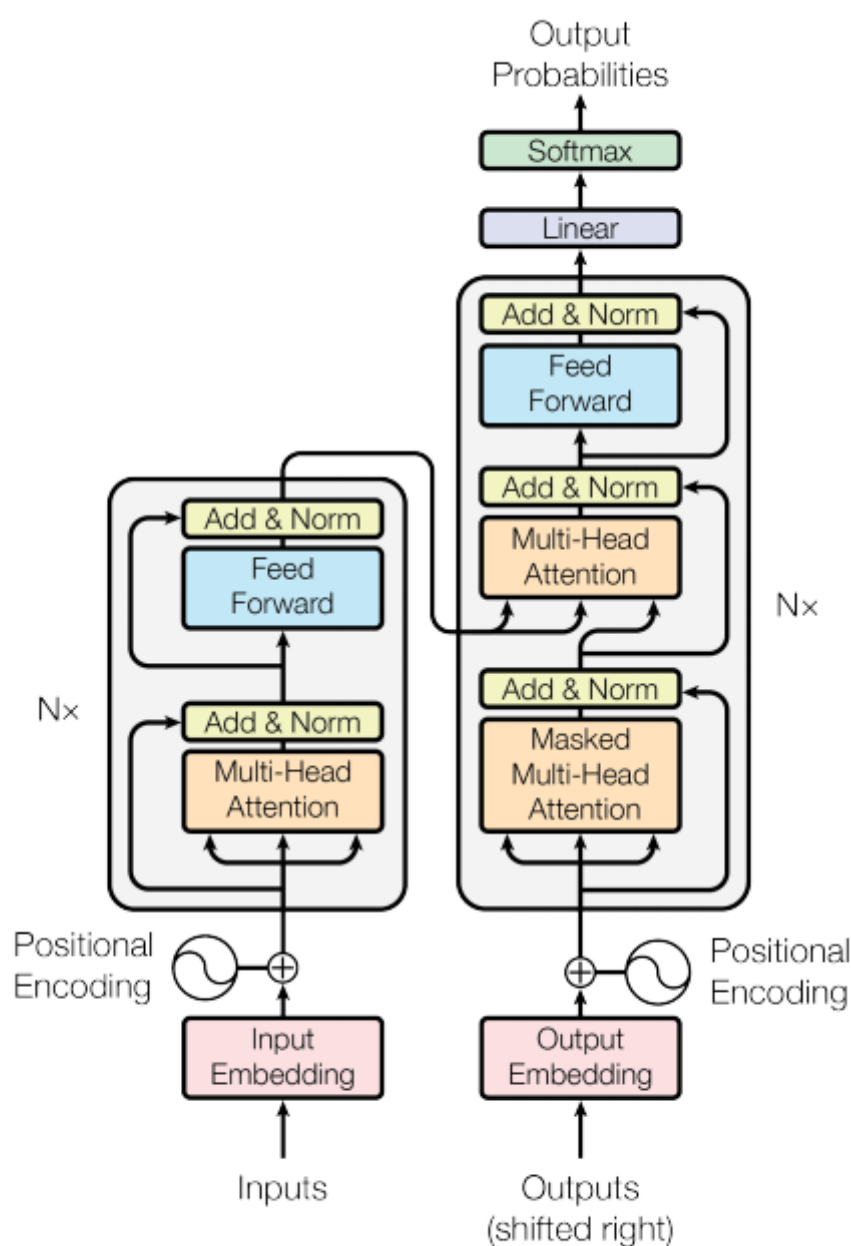 Output
Probabilities
Softmax
Linear
Add & Norm
Feed
Forward
Add & Norm
Multi-Head
Attention
Add & Norm
Masked
Multi-Head
Attention
Nx
Add & Norm
Feed
Forward
Add & Norm
Multi-Head
Attention
Nx
Positional
Encoding
Positional
Encoding
Input
Embedding
Output
Embedding
Inputs
Outputs
(shifted right)